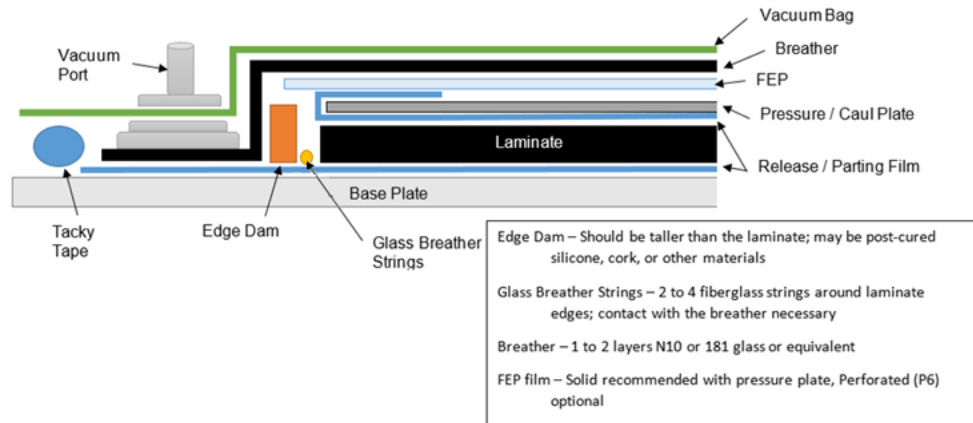 Vacuum Bag
Vacuum
Port
Breather
FEP
Pressure / Caul Plate
Laminate
Release / Parting Film
Base Plate
Tacky
Tape
Edge Dam
Glass Breather
Strings
Edge Dam – Should be taller than the laminate; may be post-cured
silicone, cork, or other materials
Glass Breather Strings – 2 to 4 fiberglass strings around laminate
edges; contact with the breather necessary
Breather – 1 to 2 layers N10 or 181 glass or equivalent
FEP film – Solid recommended with pressure plate, Perforated (P6)
optional